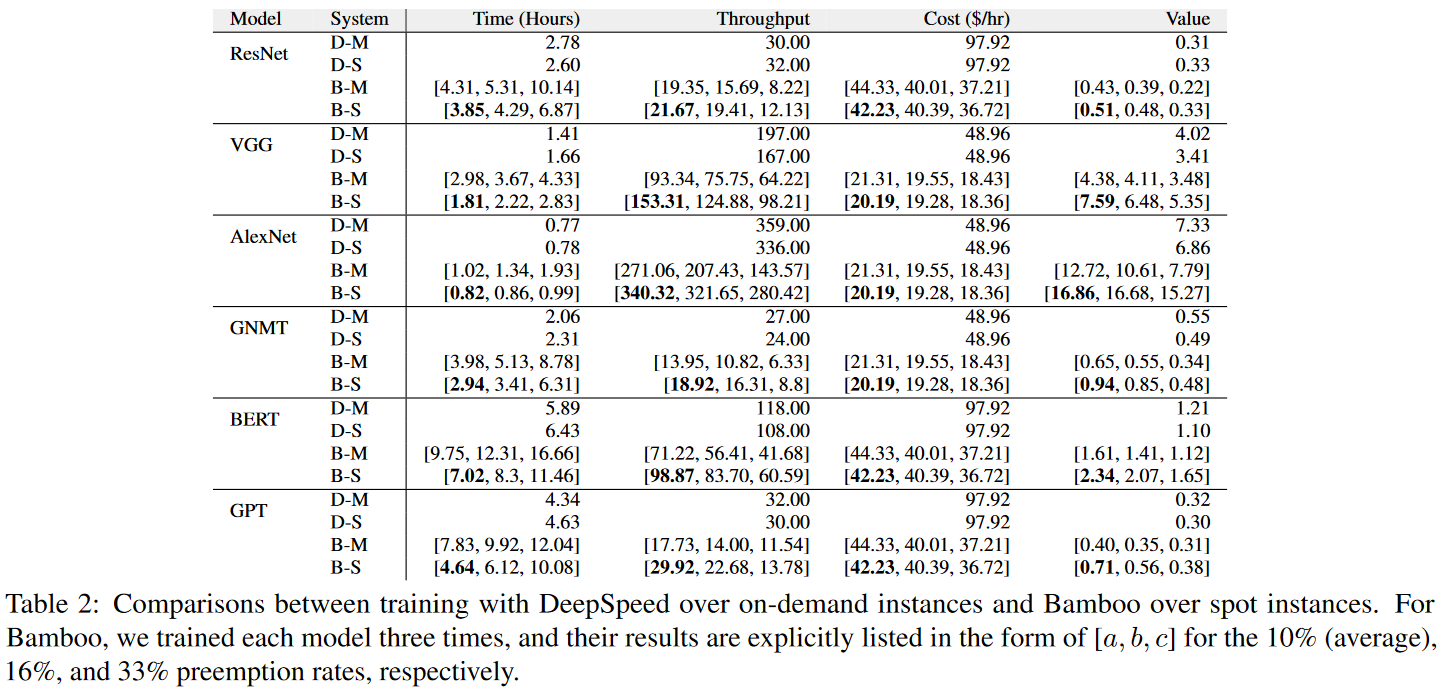 Model System Time (Hours) Throughput Cost ($/hr) Value
ResNet D-M 2.78 30.00 97.92 0.31
D-S 2.60 32.00 97.92 0.33
B-M [4.31, 5.31, 10.14] [19.35, 15.69, 8.22] [44.33, 40.01, 37.21] [0.43, 0.39, 0.22]
B-S [3.85, 4.29, 6.87] [21.67, 19.41, 12.13] [42.23, 40.39, 36.72] [0.51, 0.48, 0.33]
VGG D-M 1.41 197.00 48.96 4.02
D-S 1.66 167.00 48.96 3.41
B-M [2.98, 3.67, 4.33] [93.34, 75.75, 64.22] [21.31, 19.55, 18.43] [4.38, 4.11, 3.48]
B-S [1.81, 2.22, 2.83] [153.31, 124.88, 98.21] [20.19, 19.28, 18.36] [7.59, 6.48, 5.35]
AlexNet D-M 0.77 359.00 48.96 7.33
D-S 0.78 336.00 48.96 6.86
B-M [1.02, 1.34, 1.93] [271.06, 207.43, 143.57] [21.31, 19.55, 18.43] [12.72, 10.61, 7.79]
B-S [0.82, 0.86, 0.99] [340.32, 321.65, 280.42] [20.19, 19.28, 18.36] [16.86, 16.68, 15.27]
GNMT D-M 2.06 27.00 48.96 0.55
D-S 2.31 24.00 48.96 0.49
B-M [3.98, 5.13, 8.78] [13.95, 10.82, 6.33] [21.31, 19.55, 18.43] [0.65, 0.55, 0.34]
B-S [2.94, 3.41, 6.31] [18.92, 16.31, 8.8] [20.19, 19.28, 18.36] [0.94, 0.85, 0.48]
BERT D-M 5.89 118.00 97.92 1.21
D-S 6.43 108.00 97.92 1.10
B-M [9.75, 12.31, 16.66] [71.22, 56.41, 41.68] [44.33, 40.01, 37.21] [1.61, 1.41, 1.12]
B-S [7.02, 8.3, 11.46] [98.87, 83.70, 60.59] [42.23, 40.39, 36.72] [2.34, 2.07, 1.65]
GPT D-M 4.34 32.00 97.92 0.32
D-S 4.63 30.00 97.92 0.30
B-M [7.83, 9.92, 12.04] [17.73, 14.00, 11.54] [44.33, 40.01, 37.21] [0.40, 0.35, 0.31]
B-S [4.64, 6.12, 10.08] [29.92, 22.68, 13.78] [42.23, 40.39, 36.72] [0.71, 0.56, 0.38]
Table 2: Comparisons between training with DeepSpeed over on-demand instances and Bamboo over spot instances. For
Bamboo, we trained each model three times, and their results are explicitly listed in the form of [a, b, c] for the 10% (average),
16%, and 33% preemption rates, respectively.